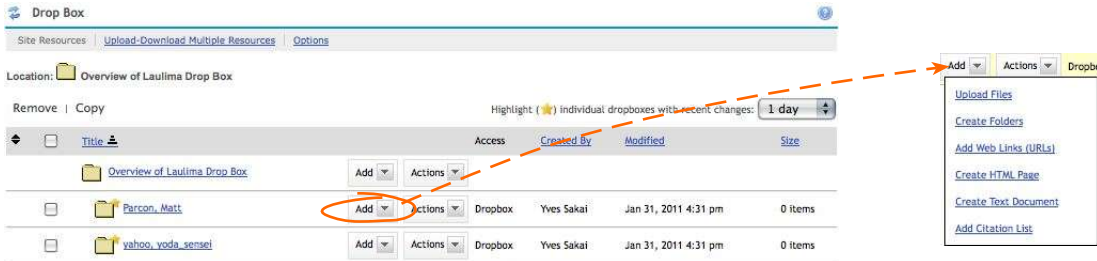 Drop Box
Site Resources | Upload-Download Multiple Resources | Options
Location: Overview of Laulima Drop Box
Remove | Copy Highlight ( ) individual dropboxes with recent changes: 1 day
Title Access Created By Modified Size
Overview of Laulima Drop Box Add Actions
Parcon, Matt Add Actions Dropbox Yves Sakai Jan 31, 2011 4:31 pm 0 items
yahoo, yoda_sensei Add Actions Dropbox Yves Sakai Jan 31, 2011 4:31 pm 0 items
Add Actions Dropb
Upload Files
Create Folders
Add Web Links (URLs)
Create HTML Page
Create Text Document
Add Citation List